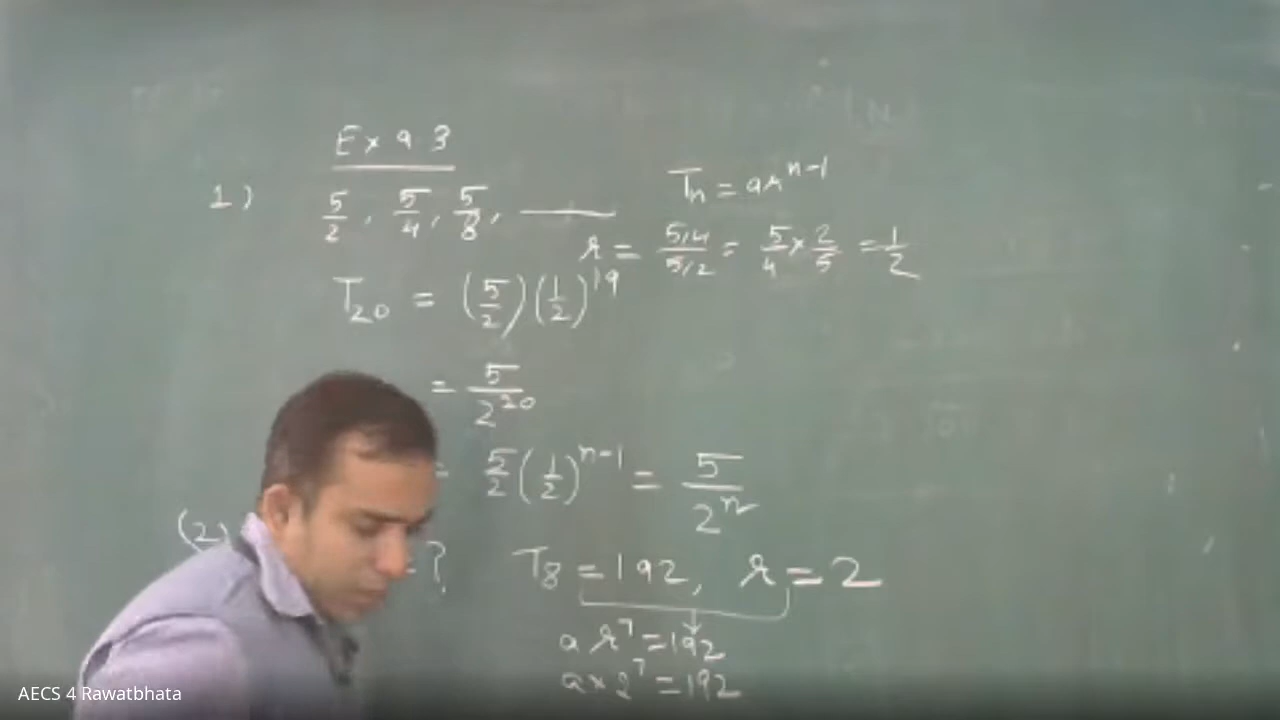 Ex 9 3
1) 5/2, 5/4, 5/8, ——— Tn = ar^(n-1)
r = (5/4)/(5/2) = 5/4 × 2/5 = 1/2
T20 = (5/2)(1/2)^19
= 5/2^20
= 5/2 (1/2)^(n-1) = 5/2^n
(2) = ? T8 = 192, r = 2
a r^7 = 192
a × 2^7 = 192
AECS 4 Rawatbhata